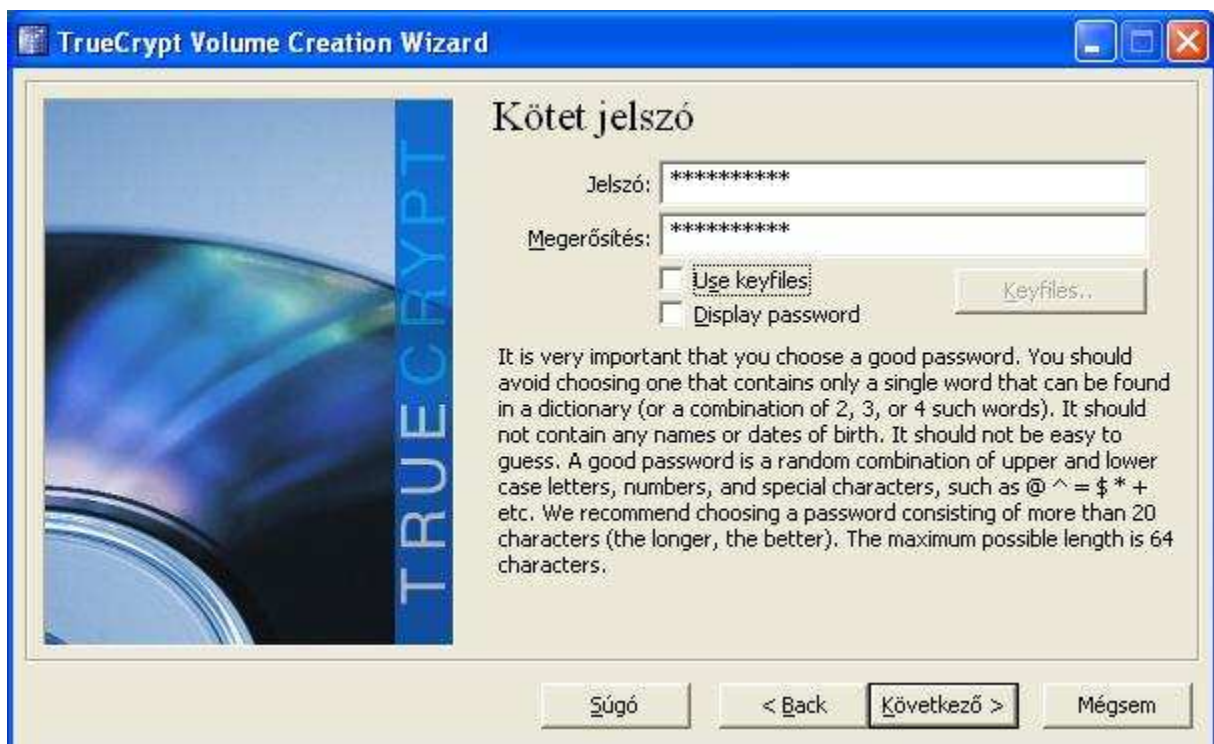 TrueCrypt Volume Creation Wizard
TRUECRYPT
Kötet jelszó
Jelszó: **********
Megerősítés: **********
Use keyfiles
Keyfiles..
Display password
It is very important that you choose a good password. You should
avoid choosing one that contains only a single word that can be found
in a dictionary (or a combination of 2, 3, or 4 such words). It should
not contain any names or dates of birth. It should not be easy to
guess. A good password is a random combination of upper and lower
case letters, numbers, and special characters, such as @ ^ = $ * +
etc. We recommend choosing a password consisting of more than 20
characters (the longer, the better). The maximum possible length is 64
characters.
Súgó
< Back
Következő >
Mégsem